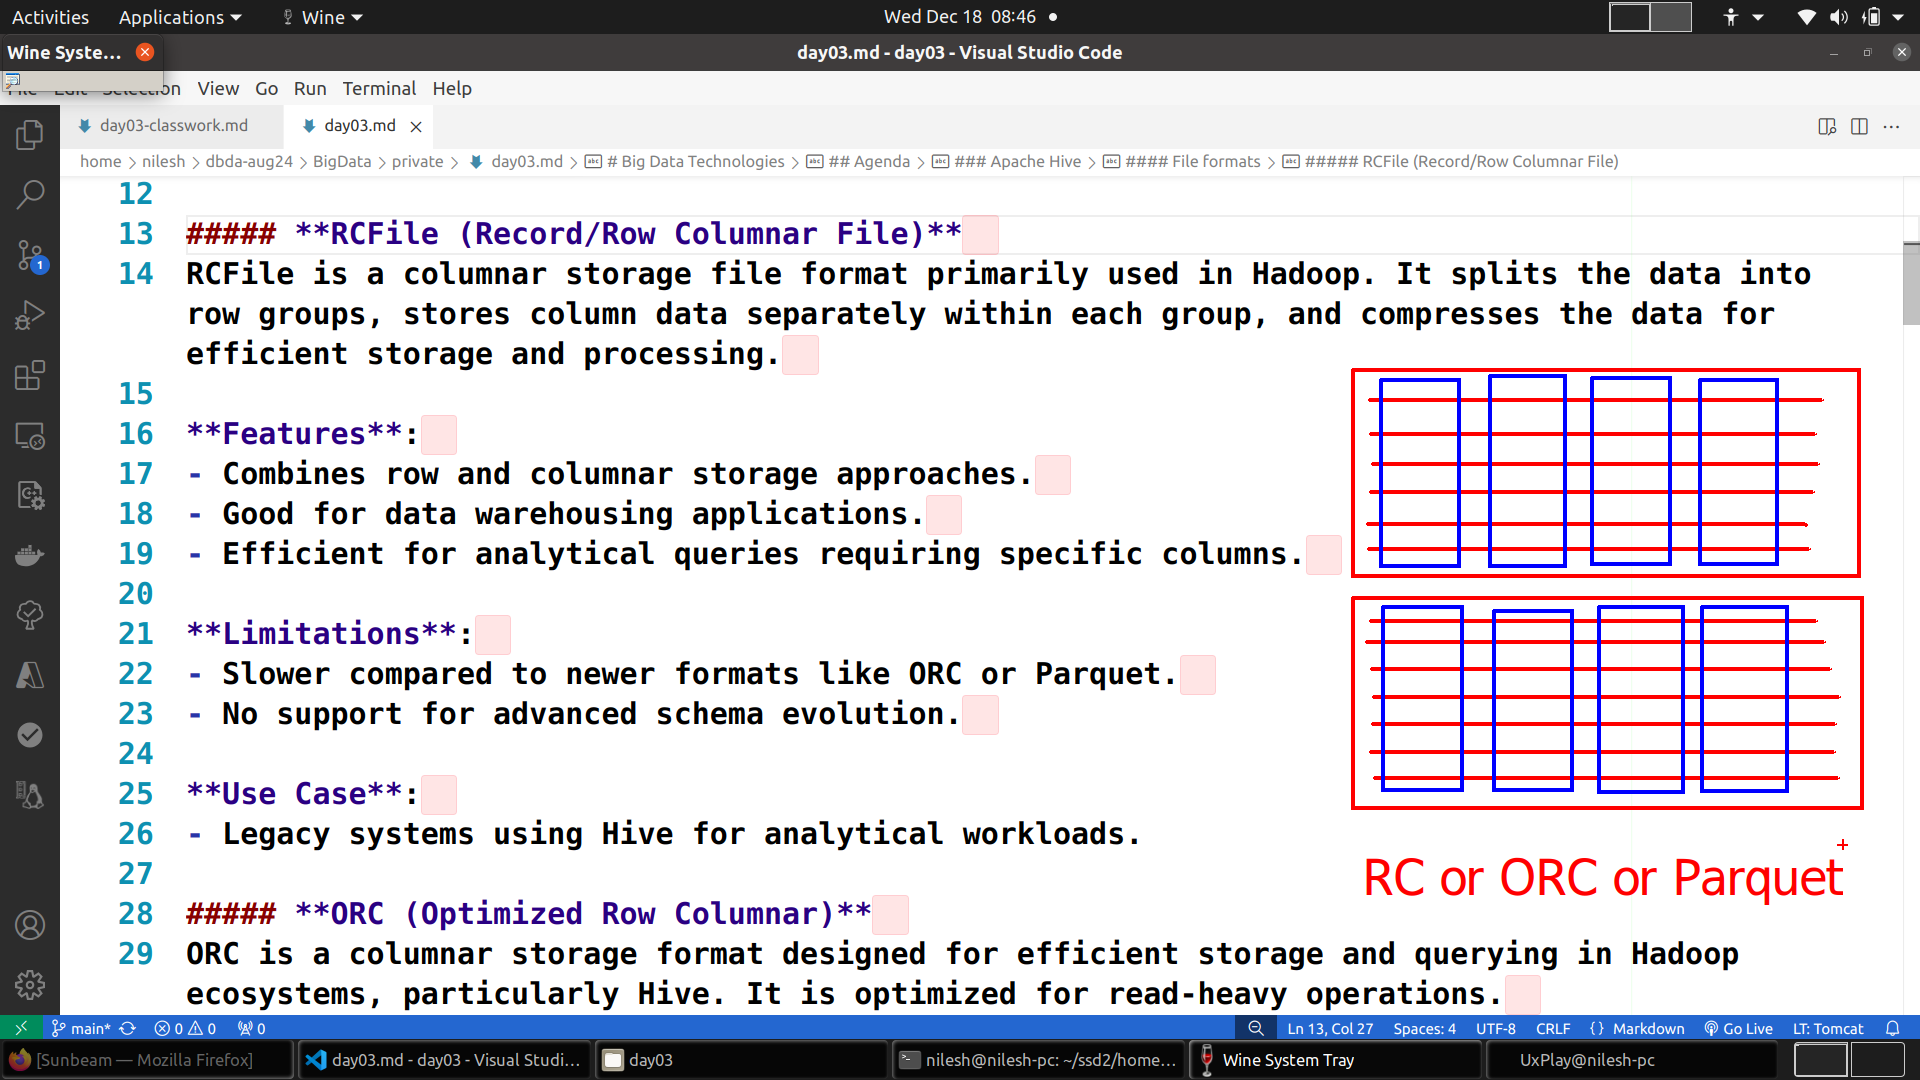 Activities Applications Wine Wed Dec 18 08:46
Wine Syste... day03.md - day03 - Visual Studio Code
File Edit Selection View Go Run Terminal Help
day03-classwork.md day03.md
home > nilesh > dbda-aug24 > BigData > private > day03.md > # Big Data Technologies > ## Agenda > ### Apache Hive > #### File formats > ##### RCFile (Record/Row Columnar File)
12
13 ##### **RCFile (Record/Row Columnar File)**
14 RCFile is a columnar storage file format primarily used in Hadoop. It splits the data into
row groups, stores column data separately within each group, and compresses the data for
efficient storage and processing.
15
16 **Features**:
17 - Combines row and columnar storage approaches.
18 - Good for data warehousing applications.
19 - Efficient for analytical queries requiring specific columns.
20
21 **Limitations**:
22 - Slower compared to newer formats like ORC or Parquet.
23 - No support for advanced schema evolution.
24
25 **Use Case**:
26 - Legacy systems using Hive for analytical workloads.
27
RC or ORC or Parquet
28 ##### **ORC (Optimized Row Columnar)**
29 ORC is a columnar storage format designed for efficient storage and querying in Hadoop
ecosystems, particularly Hive. It is optimized for read-heavy operations.
1
main* 0 0 0 Ln 13, Col 27 Spaces: 4 UTF-8 CRLF {} Markdown Go Live LT: Tomcat
[Sunbeam — Mozilla Firefox] day03.md - day03 - Visual Studi... day03 nilesh@nilesh-pc: ~/ssd2/home... Wine System Tray UxPlay@nilesh-pc